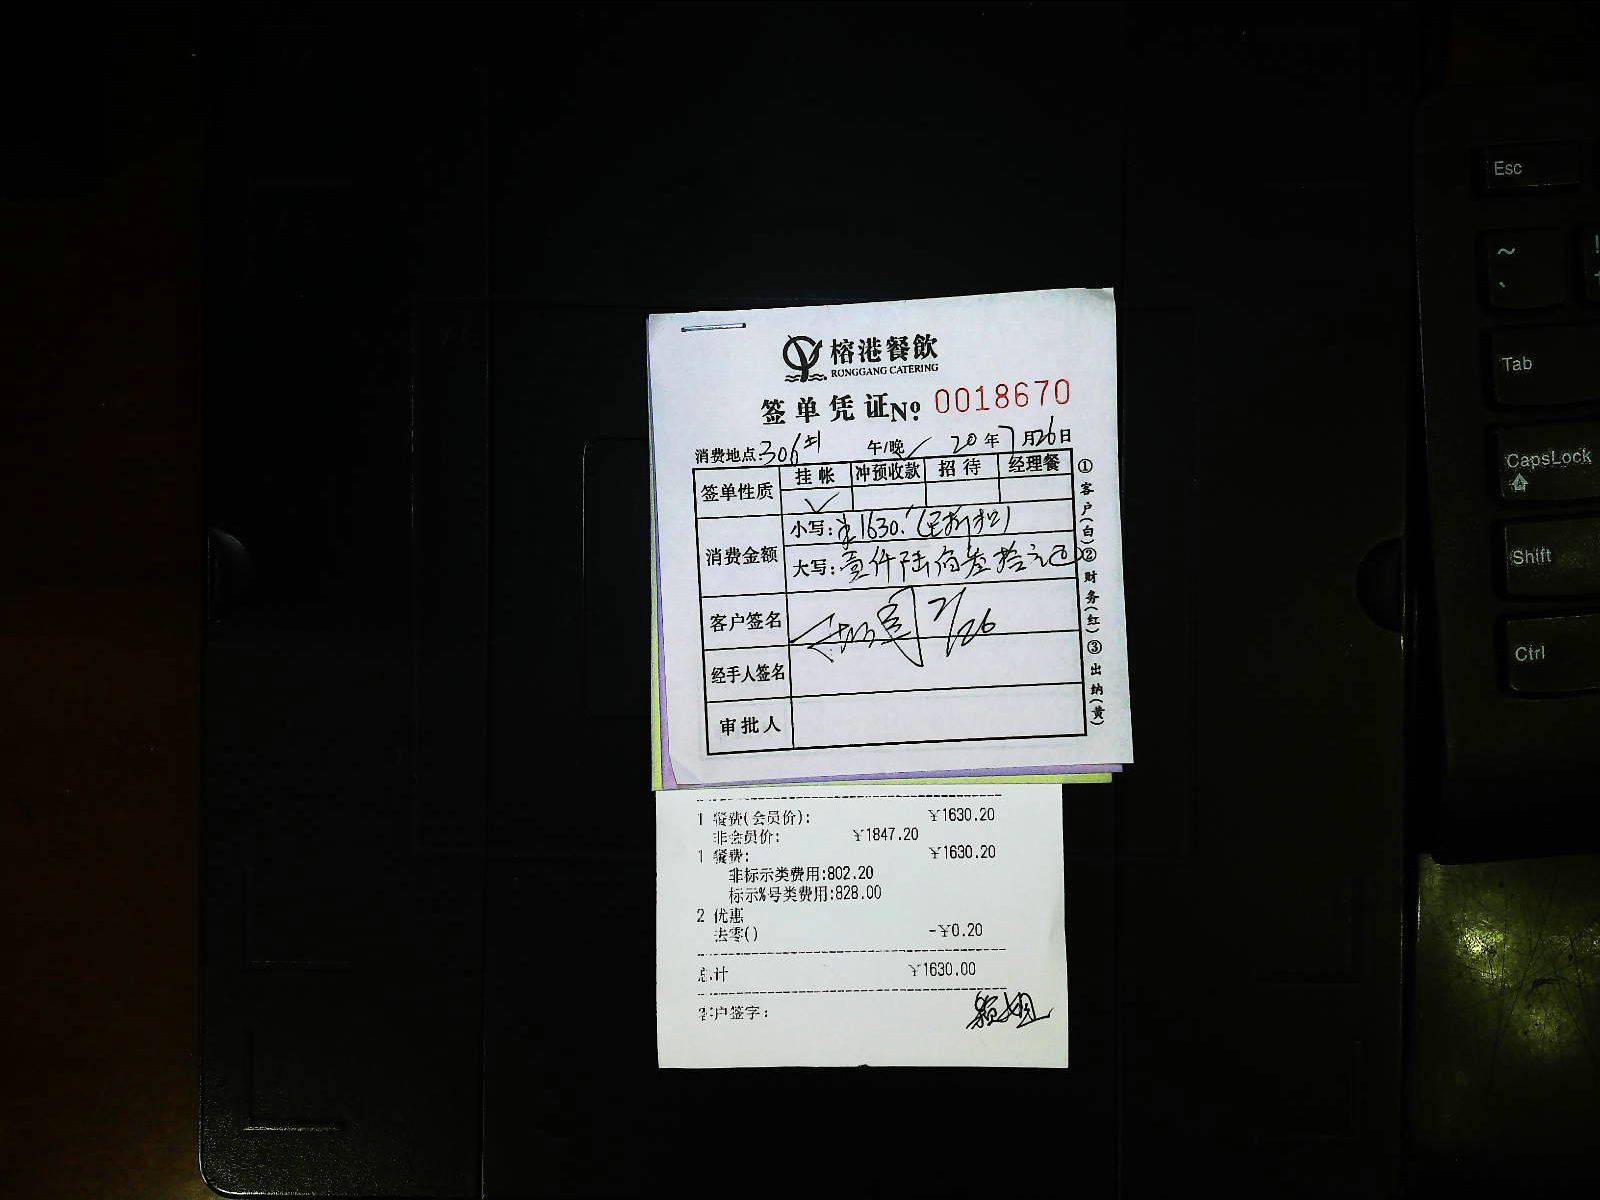 榕港餐飲
RONGGANG CATERING
签单凭证 № 0018670
消费地点:306# 午/晚✓ 20年7月26日
签单性质 挂帐 冲预收款 招待 经理餐
✓
消费金额 小写:¥1630.
大写:壹仟陆佰叁拾元
客户签名 7/26
经手人签名
审批人
①客户(白)②财务(红)③出纳(黄)
1 餐费(会员价): ¥1630.20
非会员价: ¥1847.20
1 餐费: ¥1630.20
非标示类费用:802.20
标示%号类费用:828.00
2 优惠
去零() -¥0.20
总计 ¥1630.00
客户签字:
Esc
~
Tab
CapsLock
Shift
Ctrl